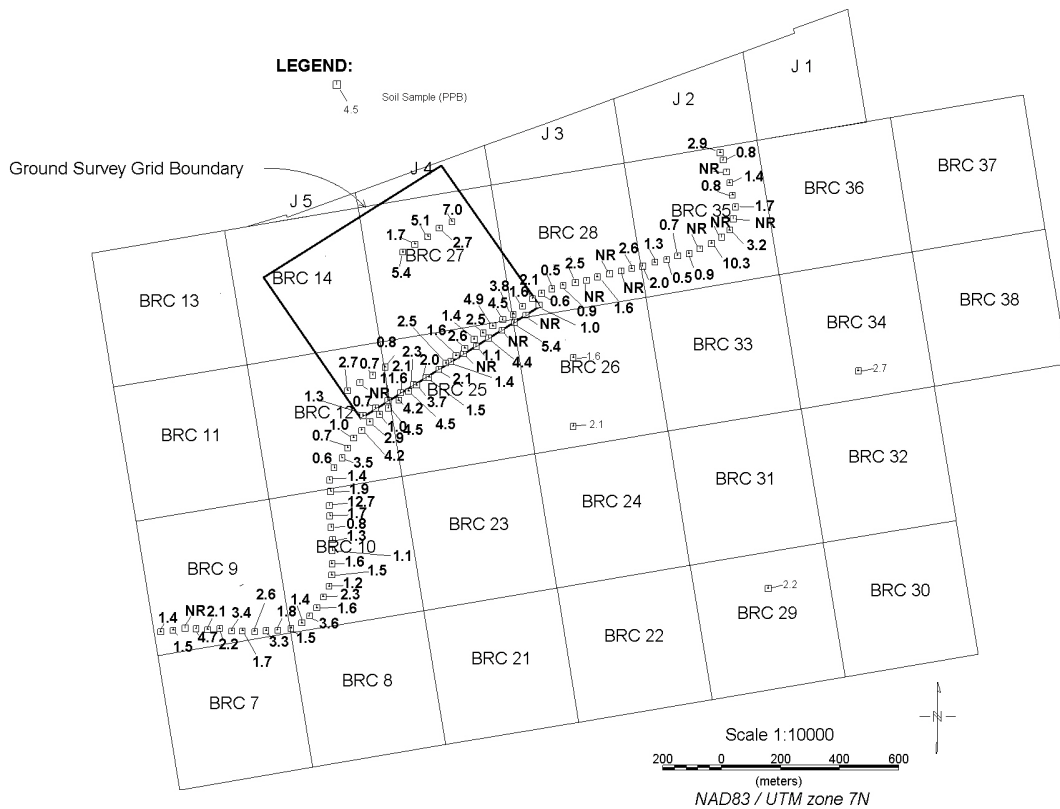 LEGEND:
4.5
Soil Sample (PPB)
Ground Survey Grid Boundary
J 1
J 2
J 3
J 4
J 5
BRC 37
BRC 36
BRC 35
BRC 28
BRC 27
BRC 14
BRC 13
BRC 38
BRC 34
BRC 33
BRC 26
BRC 25
BRC 12
BRC 11
BRC 32
BRC 31
BRC 24
BRC 23
BRC 10
BRC 9
BRC 30
BRC 29
BRC 22
BRC 21
BRC 8
BRC 7
2.9
0.8
NR
1.4
0.8
1.7
NR
NR
3.2
10.3
NR
0.7
0.9
0.5
1.3
2.0
2.6
NR
1.6
NR
2.5
0.9
0.5
0.6
2.1
1.0
1.6
NR
3.8
5.4
4.5
NR
4.9
4.4
2.5
1.1
1.4
NR
2.6
1.4
1.6
2.1
2.5
2.0
1.5
2.3
3.7
2.1
4.5
0.8
11.6
4.2
0.7
NR
2.7
4.5
1.0
0.7
1.3
2.9
4.2
1.0
0.7
3.5
0.6
1.4
1.9
12.7
1.7
0.8
1.3
1.1
1.6
1.5
1.2
2.3
1.6
3.6
1.4
1.5
1.8
3.3
2.6
1.7
3.4
2.2
2.1
4.7
NR
1.5
1.4
7.0
5.1
2.7
1.7
5.4
1.6
2.1
2.7
2.2
N
Scale 1:10000
200 0 200 400 600
(meters)
NAD83 / UTM zone 7N